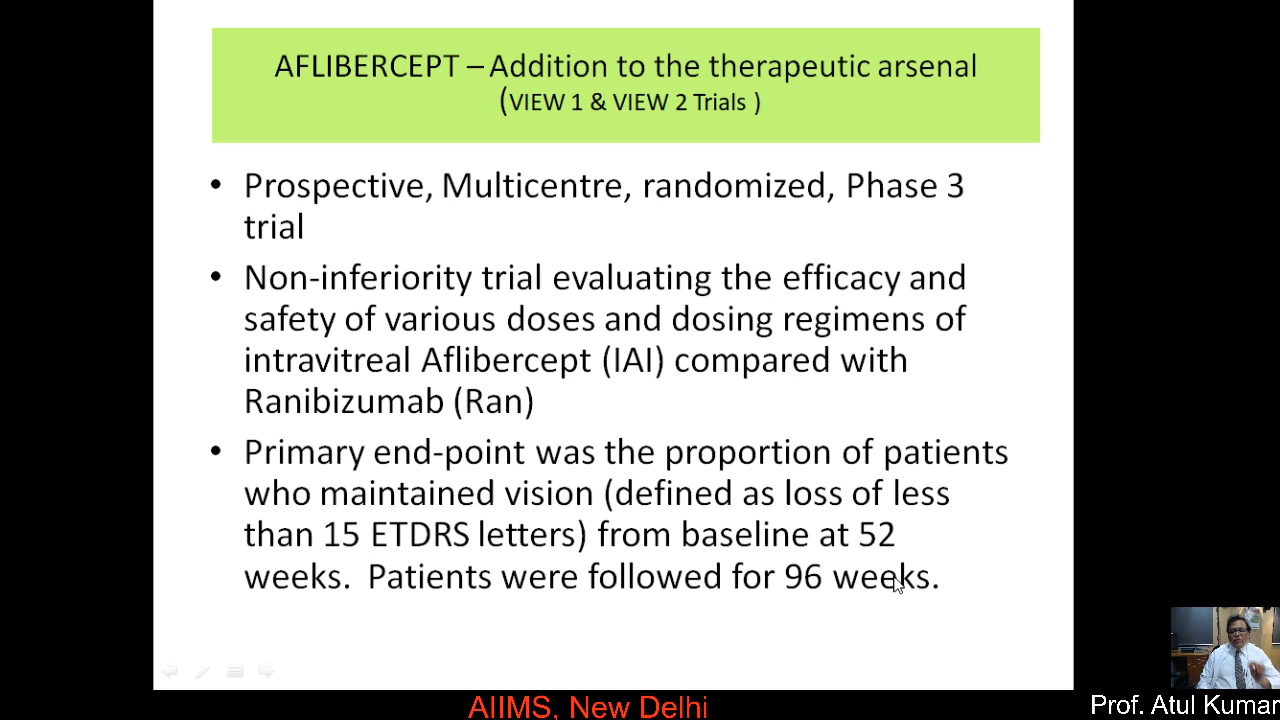 AFLIBERCEPT – Addition to the therapeutic arsenal
(VIEW 1 & VIEW 2 Trials )
• Prospective, Multicentre, randomized, Phase 3
trial
• Non-inferiority trial evaluating the efficacy and
safety of various doses and dosing regimens of
intravitreal Aflibercept (IAI) compared with
Ranibizumab (Ran)
• Primary end-point was the proportion of patients
who maintained vision (defined as loss of less
than 15 ETDRS letters) from baseline at 52
weeks.  Patients were followed for 96 weeks.
AIIMS, New Delhi
Prof. Atul Kumar